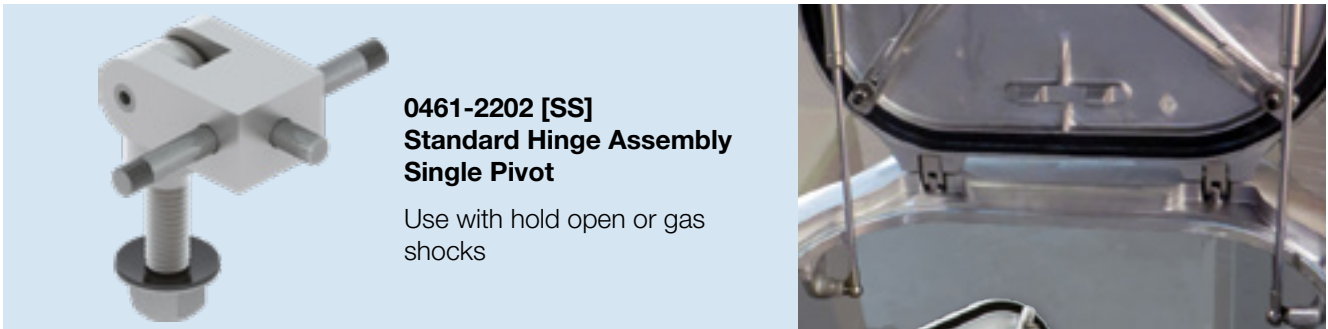 0461-2202 [SS]
Standard Hinge Assembly
Single Pivot
Use with hold open or gas
shocks